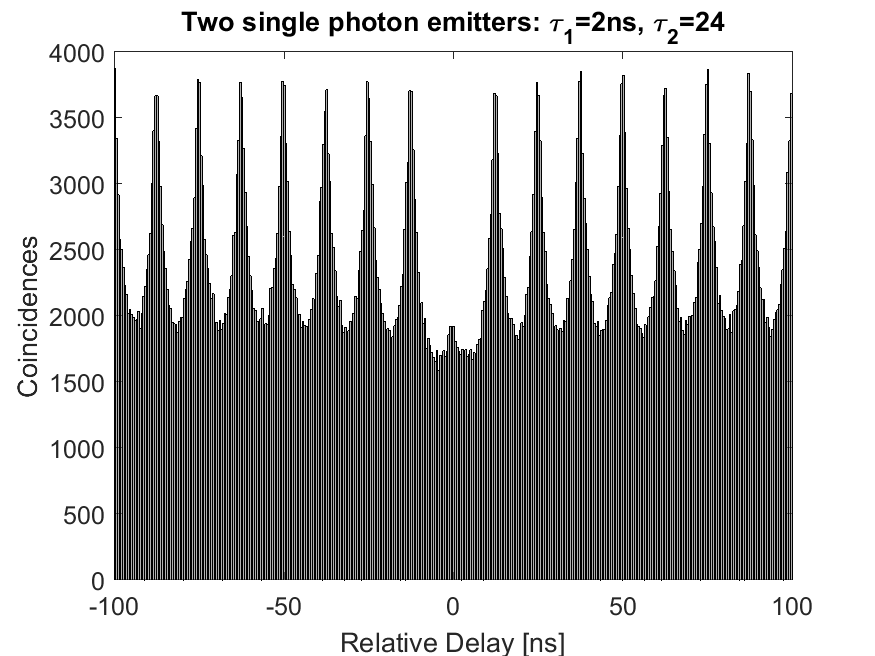 Two single photon emitters: τ₁=2ns, τ₂=24
4000
3500
3000
2500
2000
1500
1000
500
0
Coincidences
-100 -50 0 50 100
Relative Delay [ns]